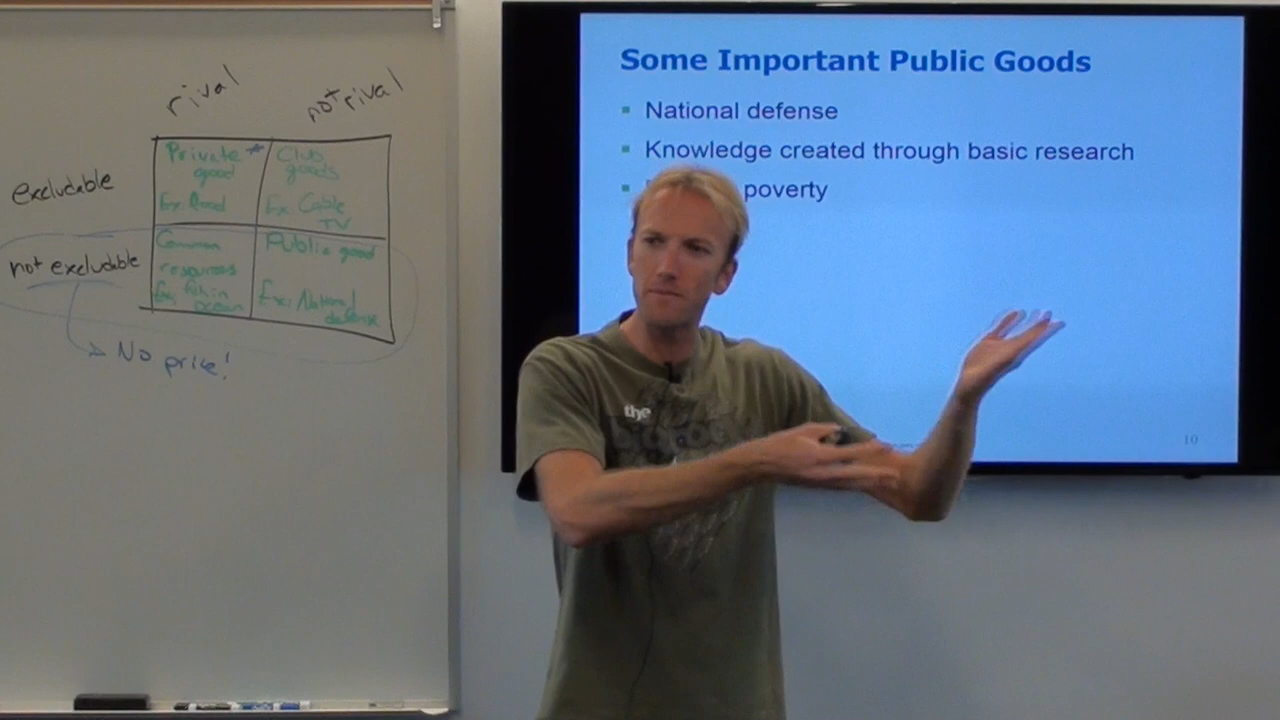 rival
not rival
excludable
Private *
good
Ex: food
Club
goods
Ex: Cable
TV
not excludable
Common
resources
Ex: fish in
ocean
Public good
Ex: National
defense
No price!
Some Important Public Goods
National defense
Knowledge created through basic research
poverty
10
the